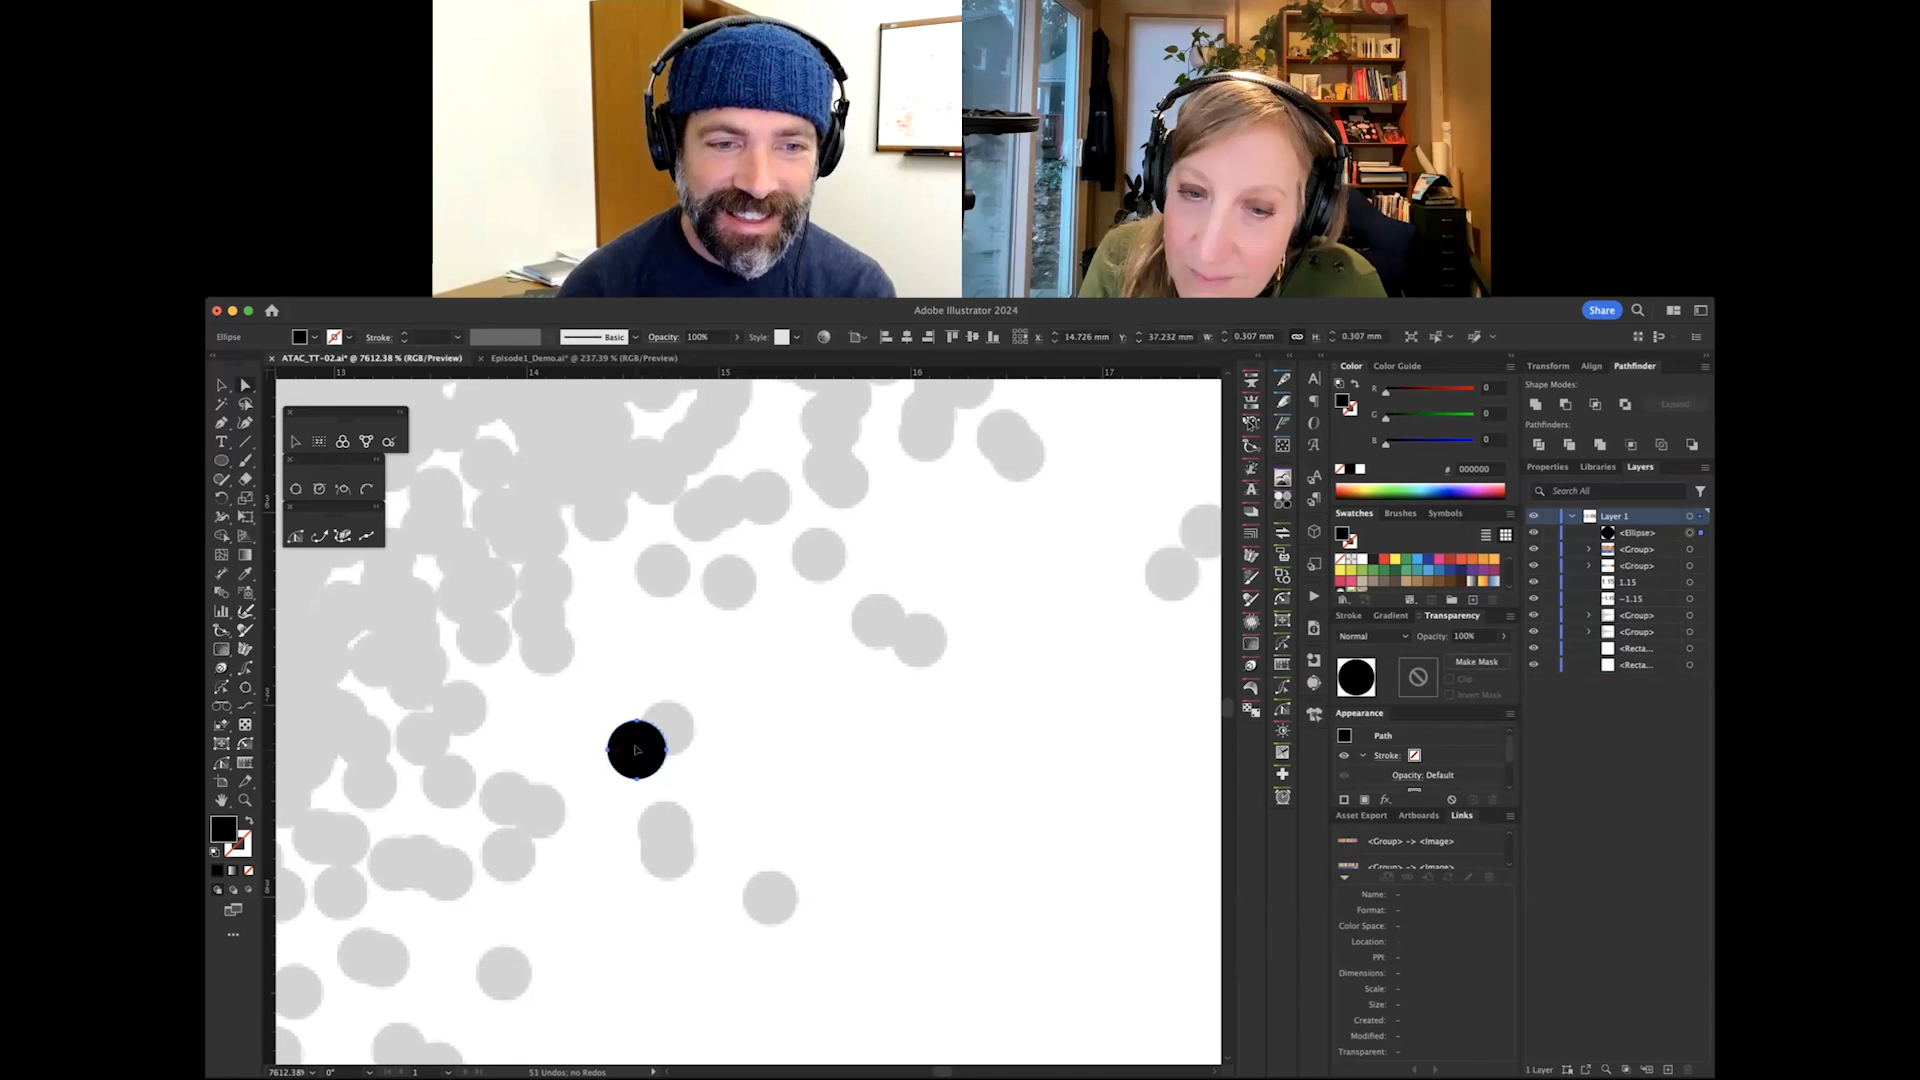 Adobe Illustrator 2024
Share
Ellipse
Stroke:
Basic
Opacity: 100%
Style:
X: 14.726 mm
Y: 37.232 mm
W: 0.307 mm
H: 0.307 mm
ATAC_TT-02.ai* @ 7612.38 % (RGB/Preview)
Episode1_Demo.ai* @ 237.39 % (RGB/Preview)
13 14 15 16 17
Color Color Guide
R 0
G 0
B 0
# 000000
Swatches Brushes Symbols
Stroke Gradient Transparency
Normal Opacity: 100%
Make Mask
Clip
Invert Mask
Appearance
Path
Stroke:
Opacity: Default
Asset Export Artboards Links
<Group> -> <Image>
<Group> -> <Image>
Name: –
Format: –
Color Space: –
Location:
PPI: –
Dimensions: –
Scale: –
Size: –
Created: –
Modified: –
Transparent: –
Transform Align Pathfinder
Shape Modes:
Expand
Pathfinders:
Properties Libraries Layers
Search All
Layer 1
<Ellipse>
<Group>
<Group>
1.15
-1.15
<Group>
<Group>
<Recta...
<Recta...
1 Layer
7612.38% 0° 1 51 Undos; no Redos